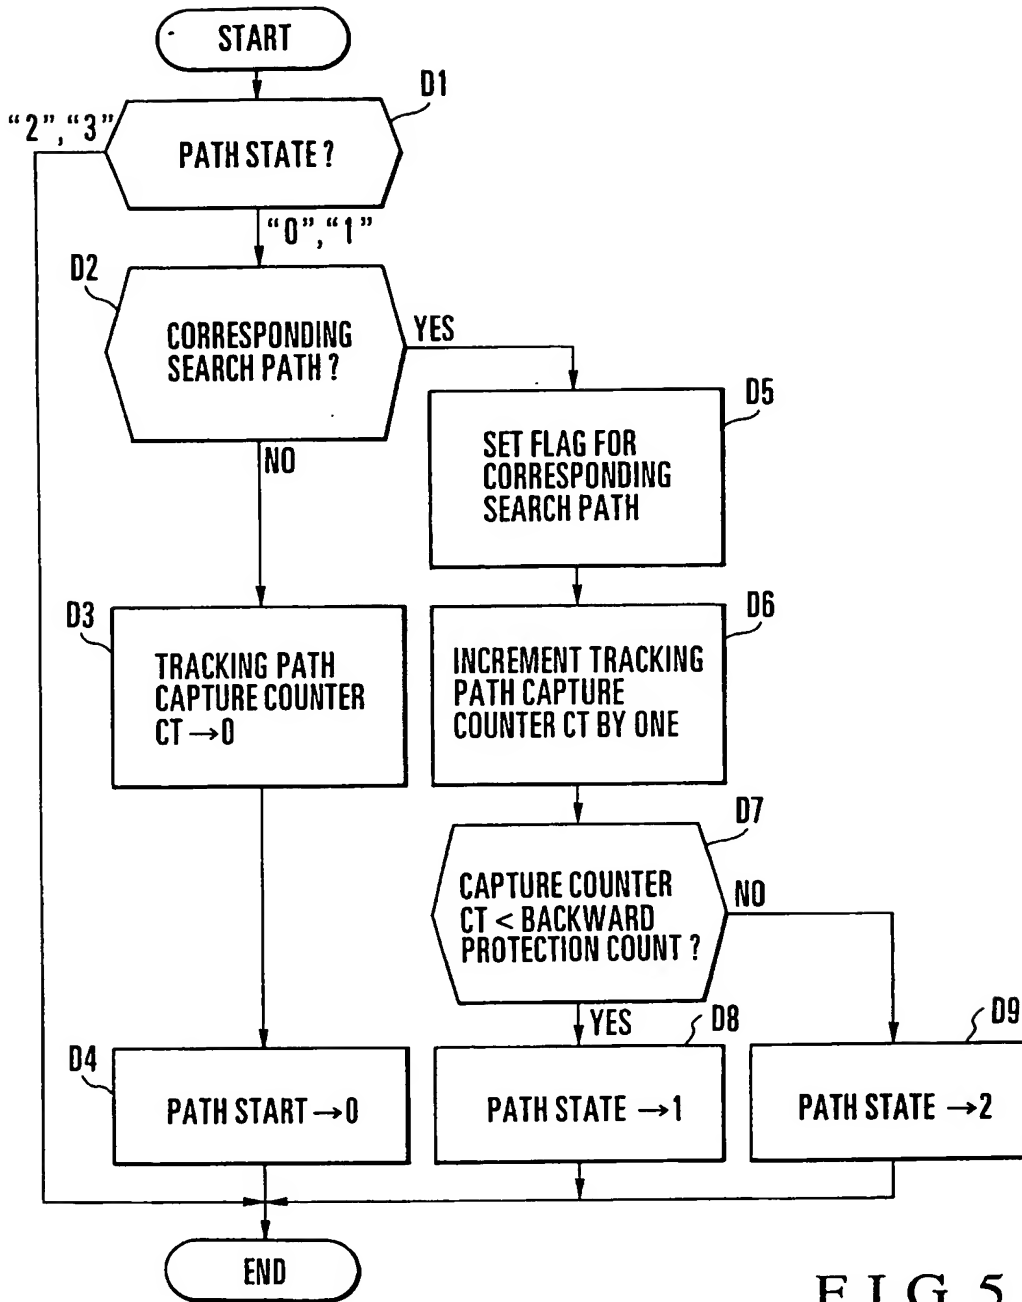 START
D1
"2","3"
PATH STATE ?
"0","1"
D2
CORRESPONDING
SEARCH PATH ?
YES
NO
D5
SET FLAG FOR
CORRESPONDING
SEARCH PATH
D3
TRACKING PATH
CAPTURE COUNTER
CT →0
D6
INCREMENT TRACKING
PATH CAPTURE
COUNTER CT BY ONE
D7
CAPTURE COUNTER
CT < BACKWARD
PROTECTION COUNT ?
NO
YES
D4
PATH START →0
D8
PATH STATE →1
D9
PATH STATE →2
END
FIG.5